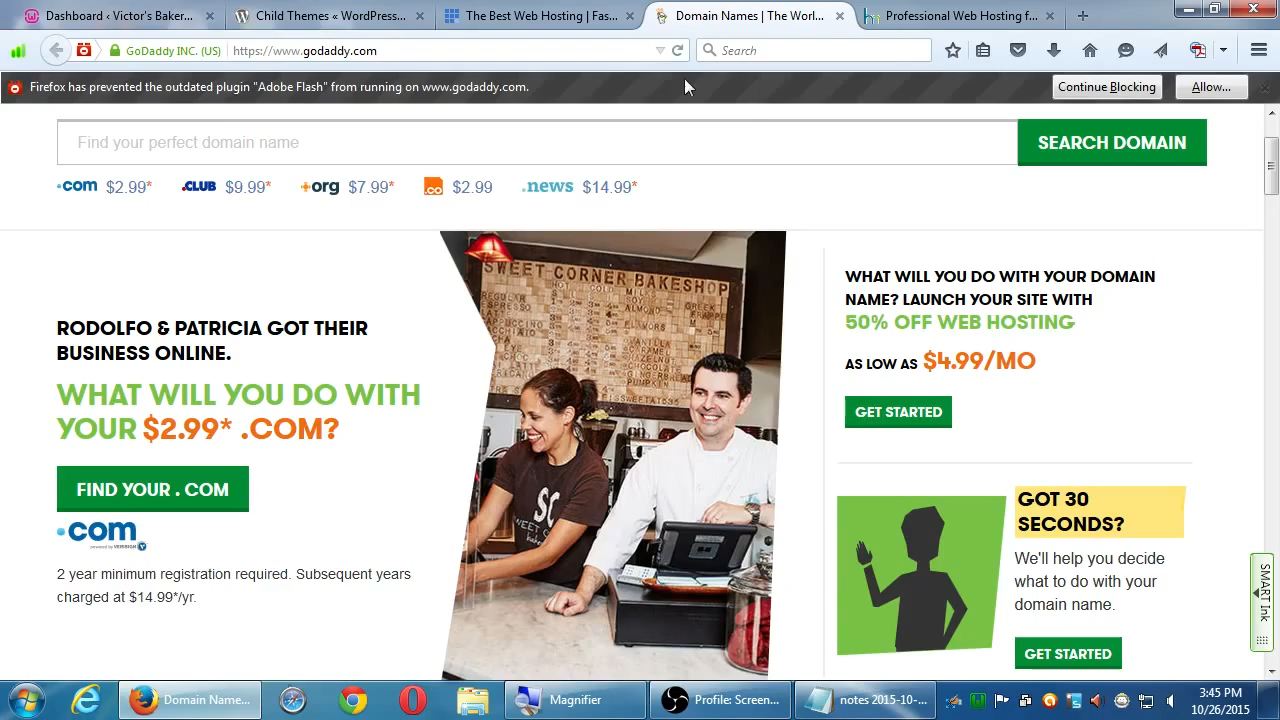 Dashboard ‹ Victor's Baker...
Child Themes « WordPress...
The Best Web Hosting | Fas...
Domain Names | The Worl...
Professional Web Hosting f...
GoDaddy INC. (US)
https://www.godaddy.com
Search
Firefox has prevented the outdated plugin "Adobe Flash" from running on www.godaddy.com.
Continue Blocking
Allow...
Find your perfect domain name
SEARCH DOMAIN
.com $2.99*
.CLUB $9.99*
org $7.99*
.co $2.99
.news $14.99*
SWEET CORNER BAKESHOP
RODOLFO & PATRICIA GOT THEIR
BUSINESS ONLINE.
WHAT WILL YOU DO WITH
YOUR $2.99* .COM?
FIND YOUR . COM
.com
powered by VERISIGN
2 year minimum registration required. Subsequent years
charged at $14.99*/yr.
WHAT WILL YOU DO WITH YOUR DOMAIN
NAME? LAUNCH YOUR SITE WITH
50% OFF WEB HOSTING
AS LOW AS $4.99/MO
GET STARTED
GOT 30
SECONDS?
We'll help you decide
what to do with your
domain name.
GET STARTED
SMART Ink
Domain Name...
Magnifier
Profile: Screen...
notes 2015-10-...
3:45 PM
10/26/2015